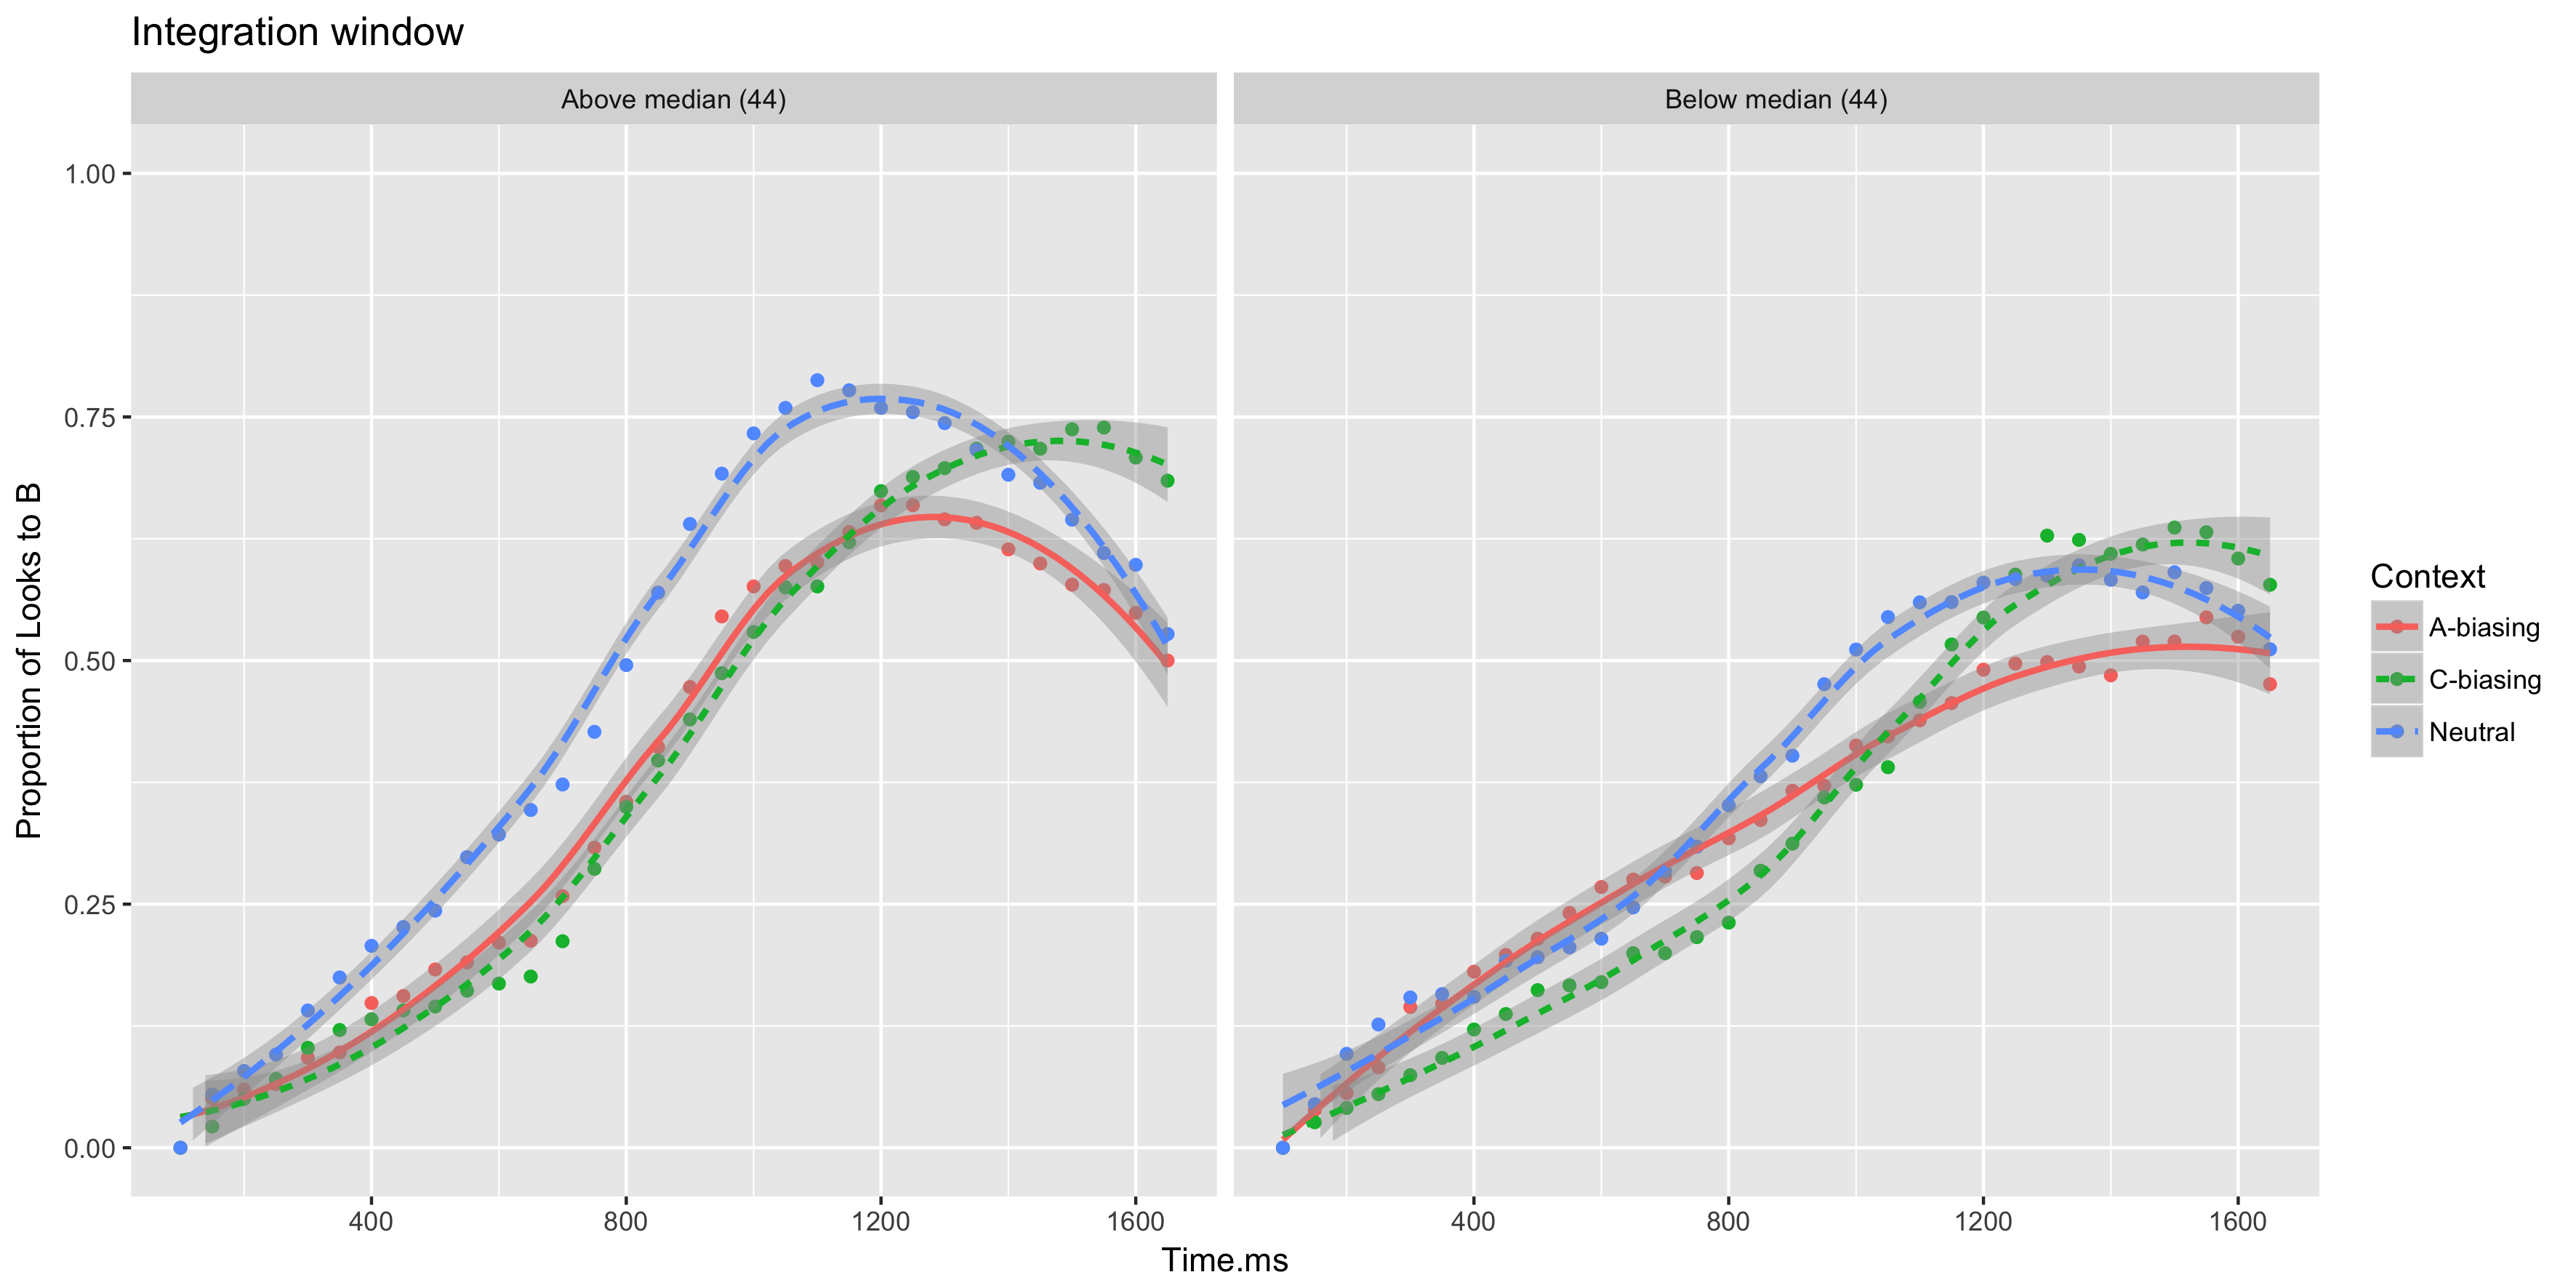 Integration window
Above median (44)
Below median (44)
1.00
0.75
0.50
0.25
0.00
Proportion of Looks to B
400 800 1200 1600
400 800 1200 1600
Time.ms
Context
A-biasing
C-biasing
Neutral